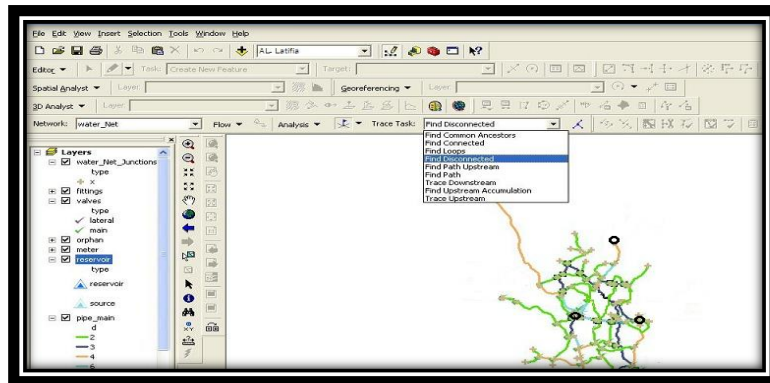 File Edit View Insert Selection Tools Window Help
AL_Latifia
Editor Task: Create New Feature Target:
Spatial Analyst Layer: Georeferencing Layer:
3D Analyst Layer:
Network: water_Net Flow Analysis Trace Task: Find Disconnected
Find Common Ancestors
Find Connected
Find Loops
Find Disconnected
Find Path Upstream
Find Path
Trace Downstream
Find Upstream Accumulation
Trace Upstream
Layers
water_Net_Junctions
type
x
fittings
valves
type
lateral
main
orphan
meter
reservoir
type
reservoir
source
pipe_main
d
2
3
4
6